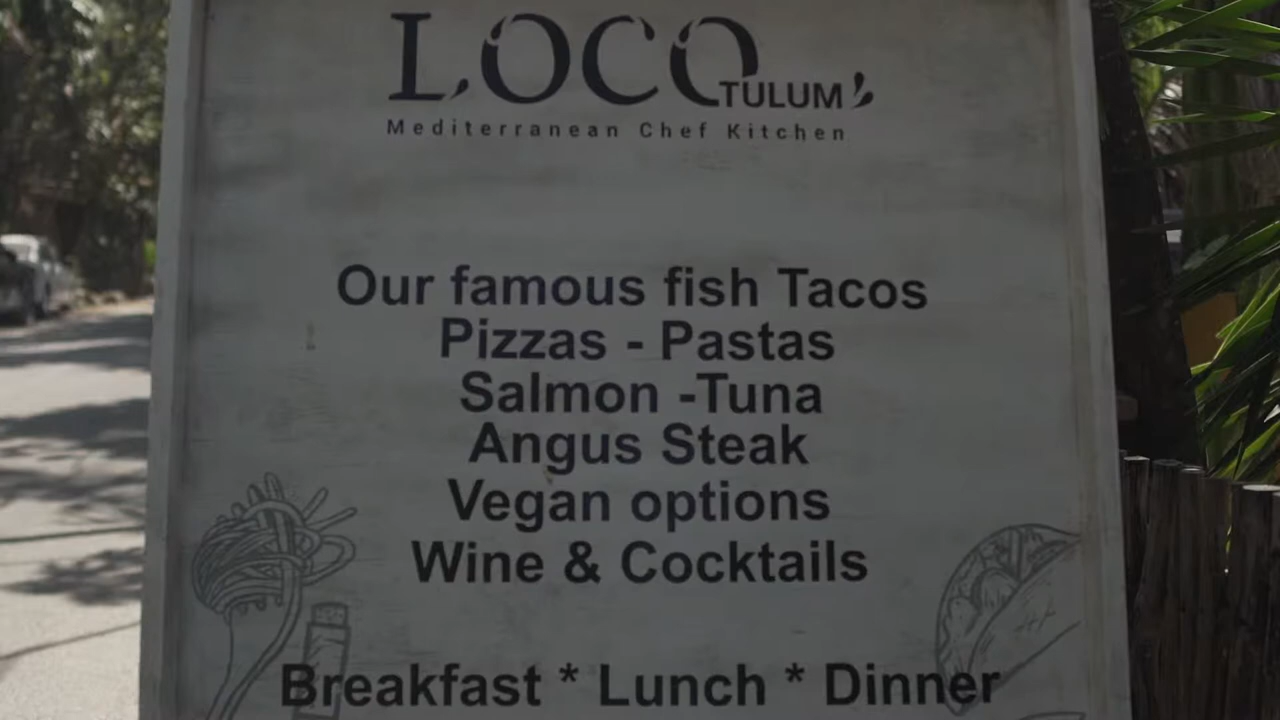 LOCO TULUM
Mediterranean Chef Kitchen
Our famous fish Tacos
Pizzas - Pastas
Salmon -Tuna
Angus Steak
Vegan options
Wine & Cocktails
Breakfast * Lunch * Dinner